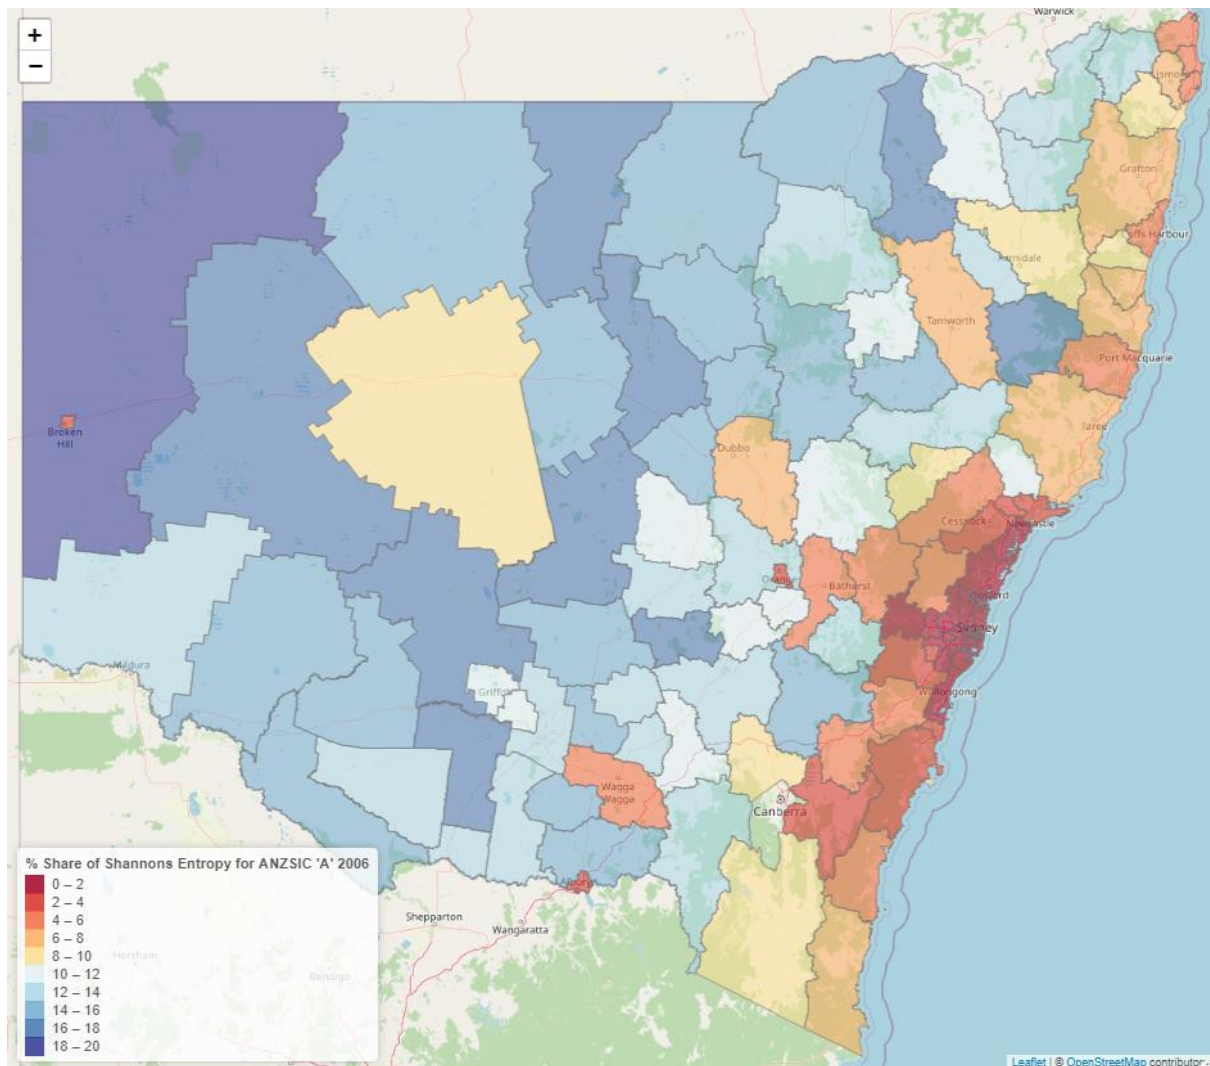 Warwick
+
−
Lismore
Grafton
Coffs Harbour
Armidale
Tamworth
Port Macquarie
Broken
Hill
Taree
Dubbo
Cessnock
Newcastle
Orange
Bathurst
Gosford
Sydney
Mildura
Griffith
Wollongong
Wagga
Wagga
Canberra
% Share of Shannons Entropy for ANZSIC 'A' 2006
0 – 2
2 – 4
4 – 6
6 – 8
8 – 10
10 – 12
12 – 14
14 – 16
16 – 18
18 – 20
Albury
Shepparton
Wangaratta
Horsham
Bendigo
Leaflet | © OpenStreetMap contributor